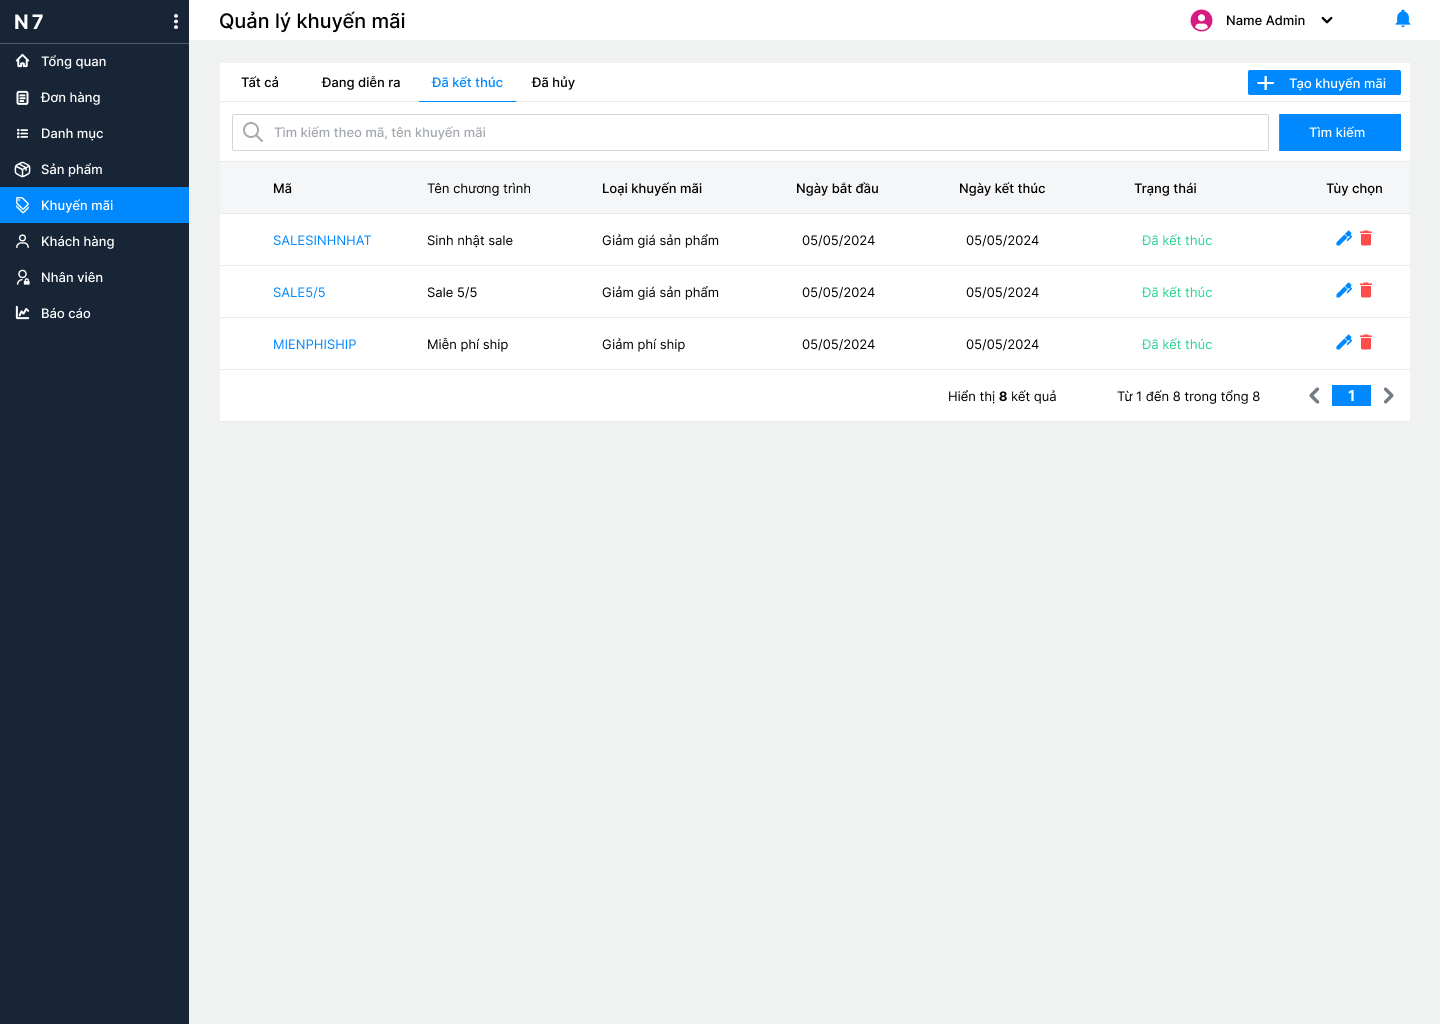 N7
Quản lý khuyến mãi
Name Admin
Tổng quan
Đơn hàng
Danh mục
Sản phẩm
Khuyến mãi
Khách hàng
Nhân viên
Báo cáo
Tất cả Đang diễn ra Đã kết thúc Đã hủy
Tạo khuyến mãi
Tìm kiếm theo mã, tên khuyến mãi
Tìm kiếm
Mã Tên chương trình Loại khuyến mãi Ngày bắt đầu Ngày kết thúc Trạng thái Tùy chọn
SALESINHNHAT Sinh nhật sale Giảm giá sản phẩm 05/05/2024 05/05/2024 Đã kết thúc
SALE5/5 Sale 5/5 Giảm giá sản phẩm 05/05/2024 05/05/2024 Đã kết thúc
MIENPHISHIP Miễn phí ship Giảm phí ship 05/05/2024 05/05/2024 Đã kết thúc
Hiển thị 8 kết quả Từ 1 đến 8 trong tổng 8 1